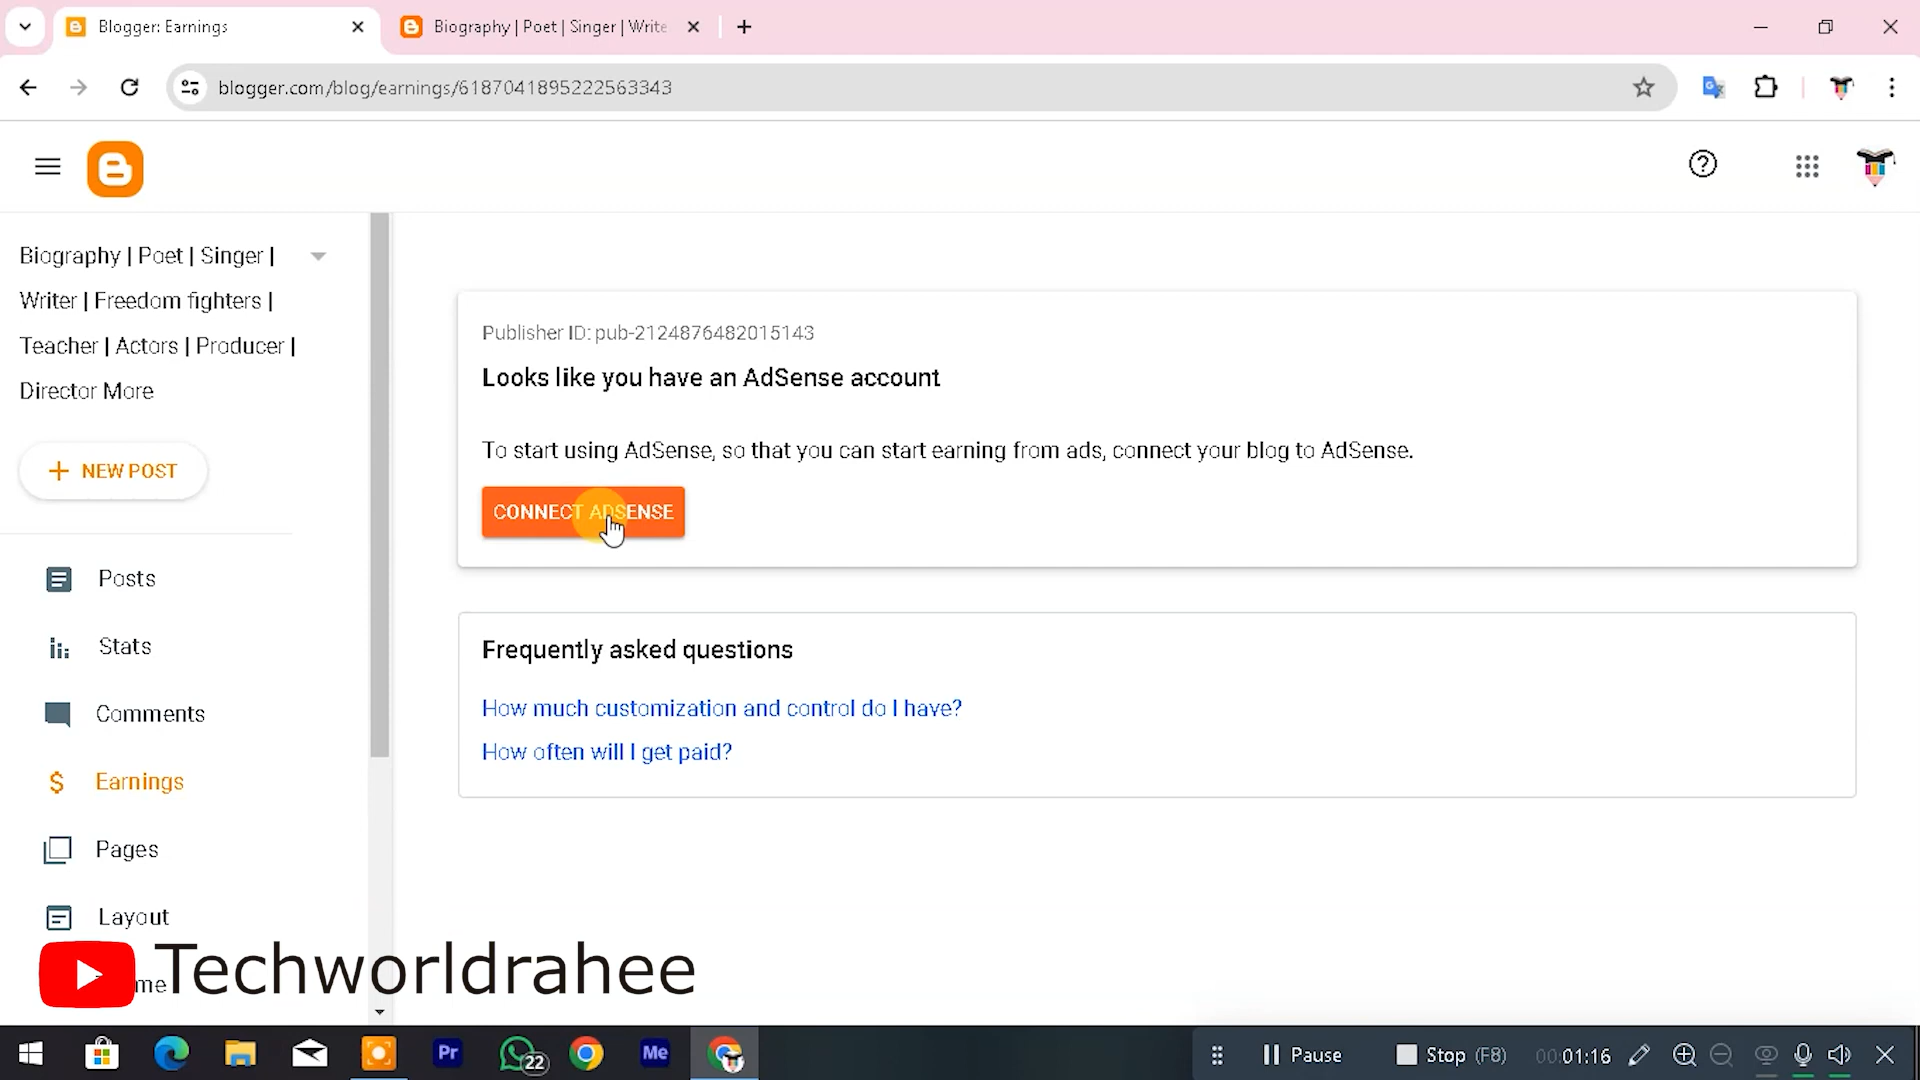 Blogger: Earnings
Biography | Poet | Singer | Write
blogger.com/blog/earnings/6187041895222563343
Biography | Poet | Singer |
Writer | Freedom fighters |
Teacher | Actors | Producer |
Director More
NEW POST
Posts
Stats
Comments
Earnings
Pages
Layout
me
Publisher ID: pub-2124876482015143
Looks like you have an AdSense account
To start using AdSense, so that you can start earning from ads, connect your blog to AdSense.
CONNECT ADSENSE
Frequently asked questions
How much customization and control do I have?
How often will I get paid?
Techworldrahee
Pr
22
Me
Pause
Stop (F8)
00:01:16